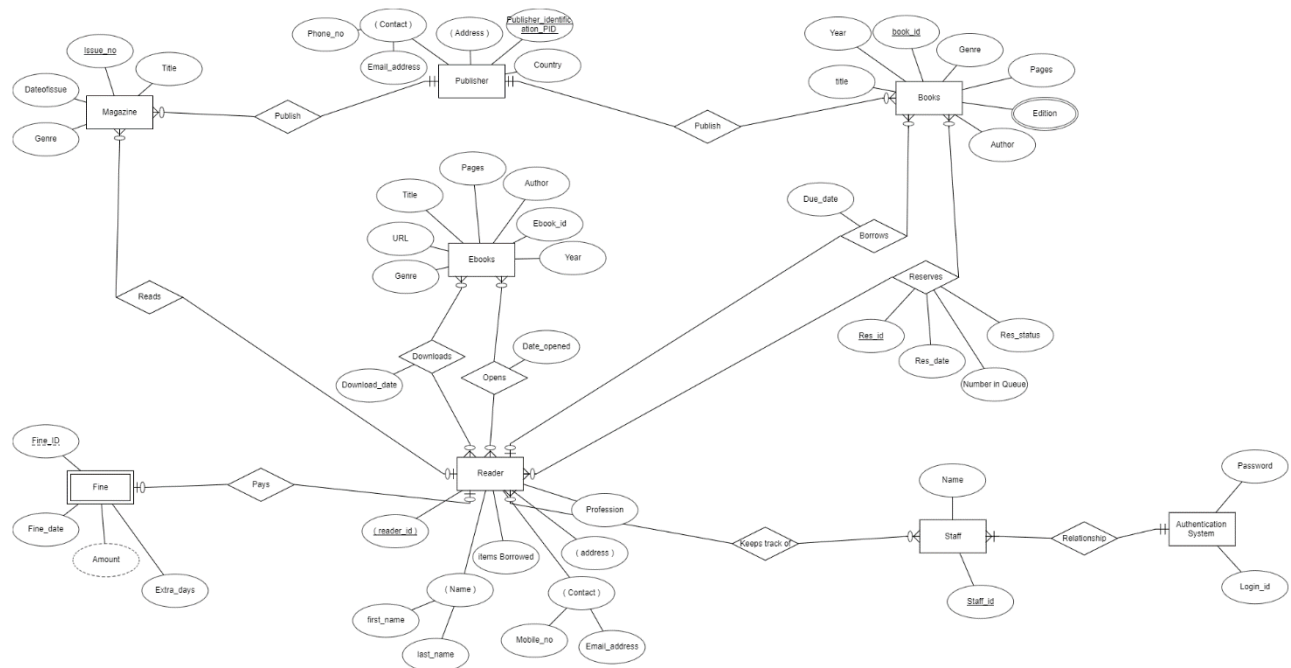 Issue_no
Title
Dateofissue
Magazine
Genre
Phone_no
( Contact )
Email_address
( Address )
Publisher_identific
ation_PID
Country
Publisher
Publish
Publish
Year
book_id
Genre
Pages
title
Books
Edition
Author
Title
Pages
Author
Ebook_id
URL
Ebooks
Year
Genre
Due_date
Borrows
Reserves
Res_id
Res_date
Number in Queue
Res_status
Reads
Downloads
Download_date
Date_opened
Opens
Fine_ID
Fine
Pays
Fine_date
Amount
Extra_days
Reader
( reader_id )
items Borrowed
Profession
( address )
( Name )
first_name
last_name
( Contact )
Mobile_no
Email_address
Keeps track of
Name
Staff
Staff_id
Relationship
Password
Authentication
System
Login_id